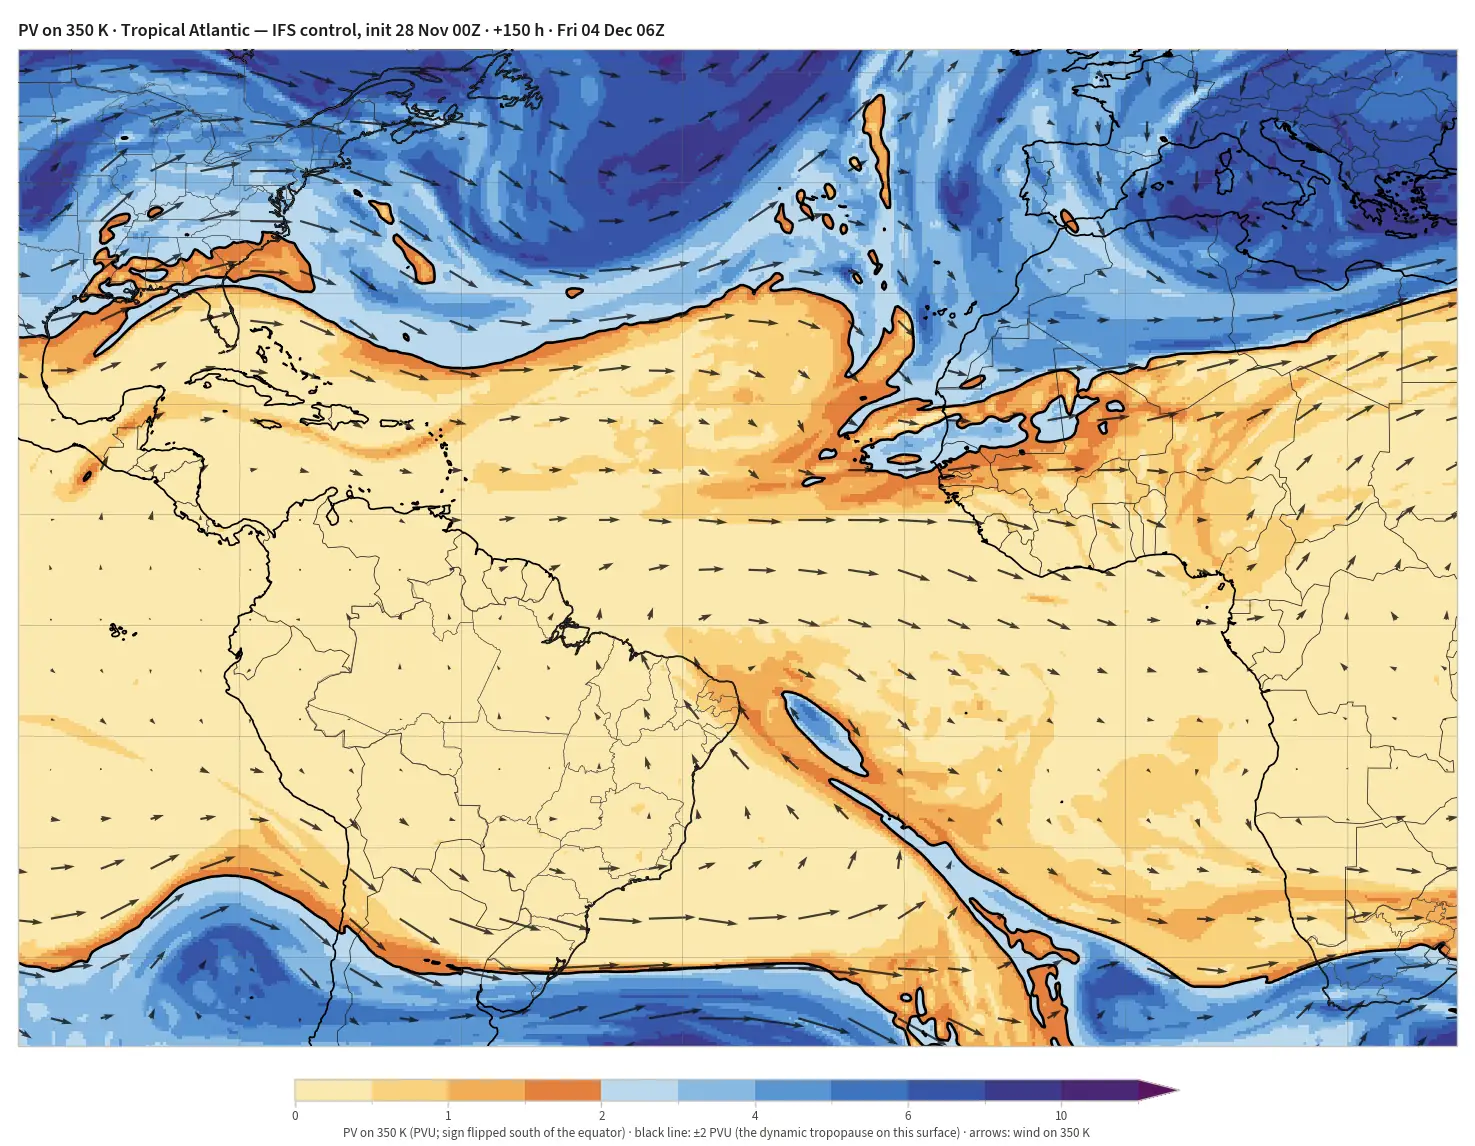 PV on 350 K · Tropical Atlantic — IFS control, init 28 Nov 00Z · +150 h · Fri 04 Dec 06Z
0 1 2 4 6 10
PV on 350 K (PVU; sign flipped south of the equator) · black line: ±2 PVU (the dynamic tropopause on this surface) · arrows: wind on 350 K